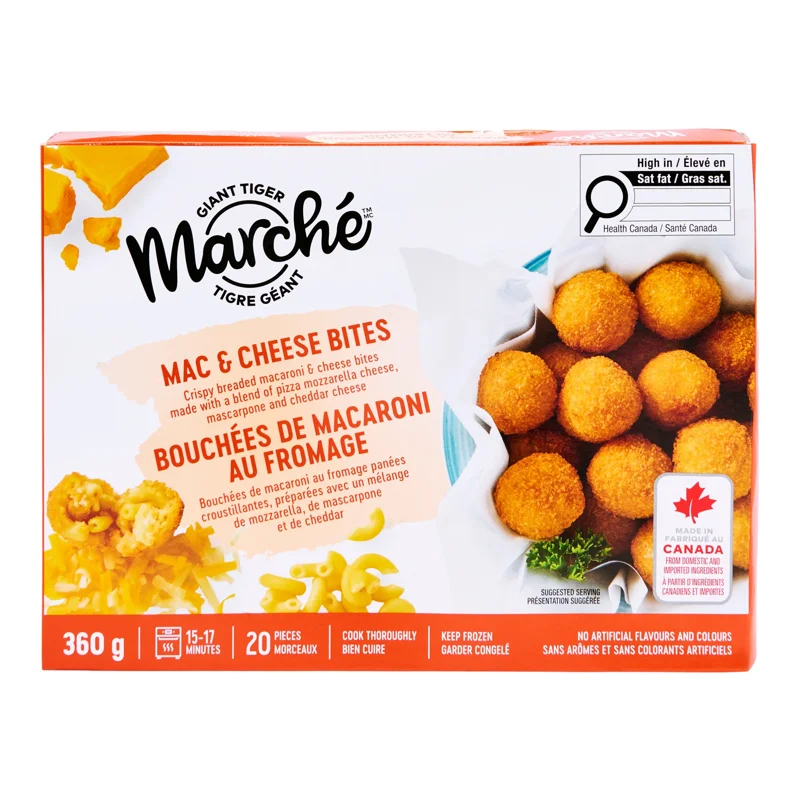 GIANT TIGER
Marché
TM
MC
TIGRE GÉANT
High in / Élevé en
Sat fat / Gras sat.
Health Canada / Santé Canada
MAC & CHEESE BITES
Crispy breaded macaroni & cheese bites
made with a blend of pizza mozzarella cheese,
mascarpone and cheddar cheese
BOUCHÉES DE MACARONI
AU FROMAGE
Bouchées de macaroni au fromage panées
croustillantes, préparées avec un mélange
de mozzarella, de mascarpone
et de cheddar
MADE IN
FABRIQUÉ AU
CANADA
FROM DOMESTIC AND
IMPORTED INGREDIENTS
À PARTIR D'INGRÉDIENTS
CANADIENS ET IMPORTÉS
SUGGESTED SERVING
PRÉSENTATION SUGGÉRÉE
360 g
15-17
MINUTES
20 PIECES
MORCEAUX
COOK THOROUGHLY
BIEN CUIRE
KEEP FROZEN
GARDER CONGELÉ
NO ARTIFICIAL FLAVOURS AND COLOURS
SANS ARÔMES ET SANS COLORANTS ARTIFICIELS